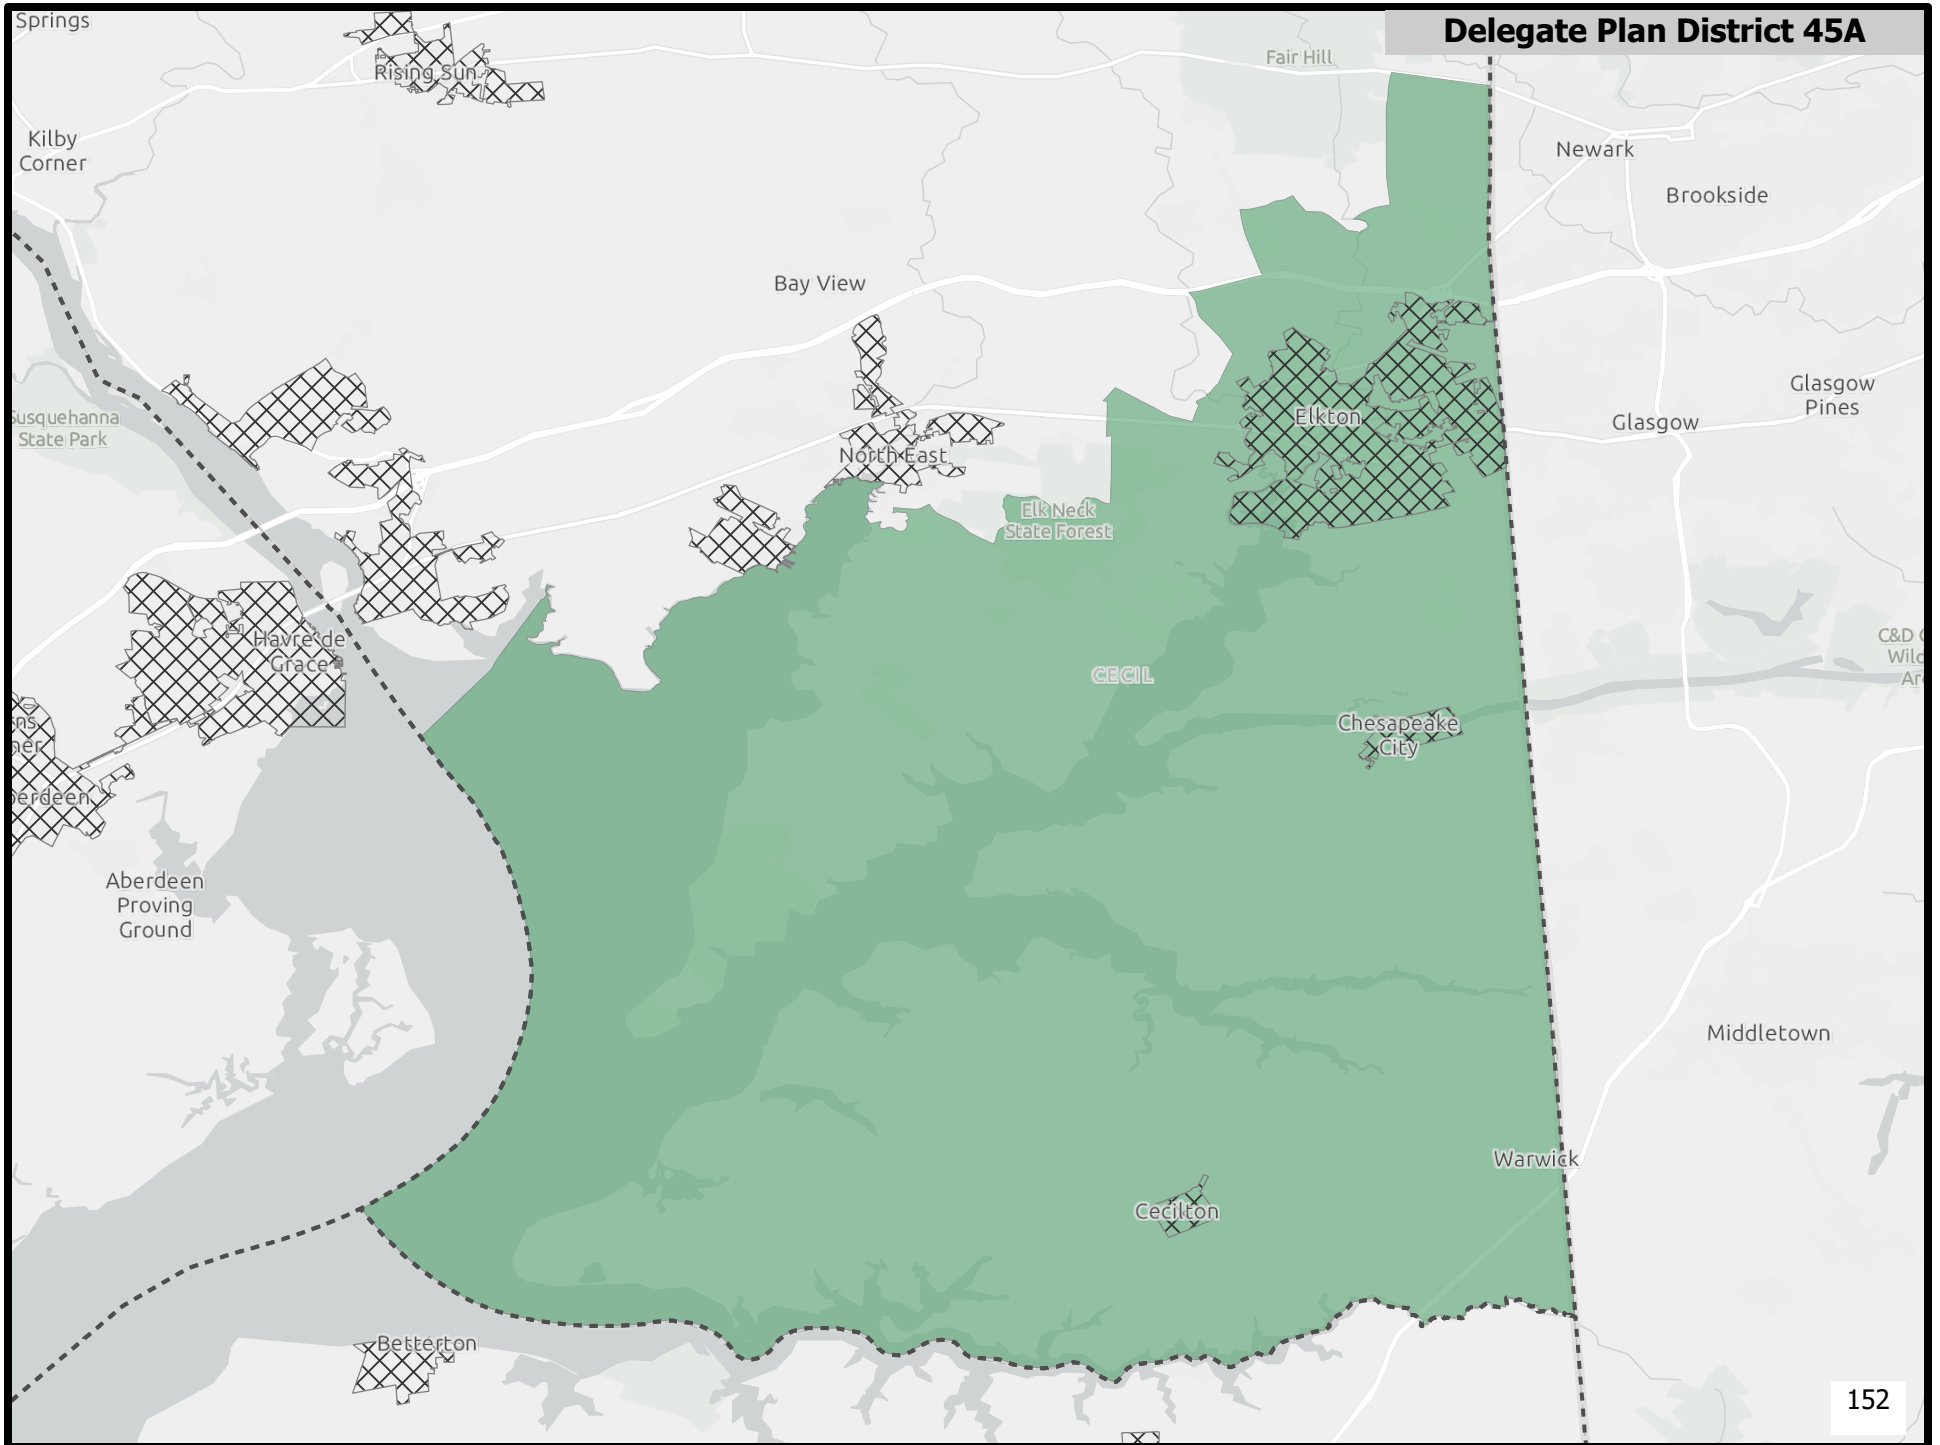 Springs
Delegate Plan District 45A
Fair Hill
Rising Sun
Kilby
Corner
Newark
Brookside
Bay View
Glasgow
Pines
Susquehanna
State Park
Elkton
Glasgow
North East
Elk Neck
State Forest
Havre de
Grace
C&D
CECIL
Chesapeake
City
Aberdeen
Proving
Ground
Middletown
Warwick
Cecilton
Betterton
152